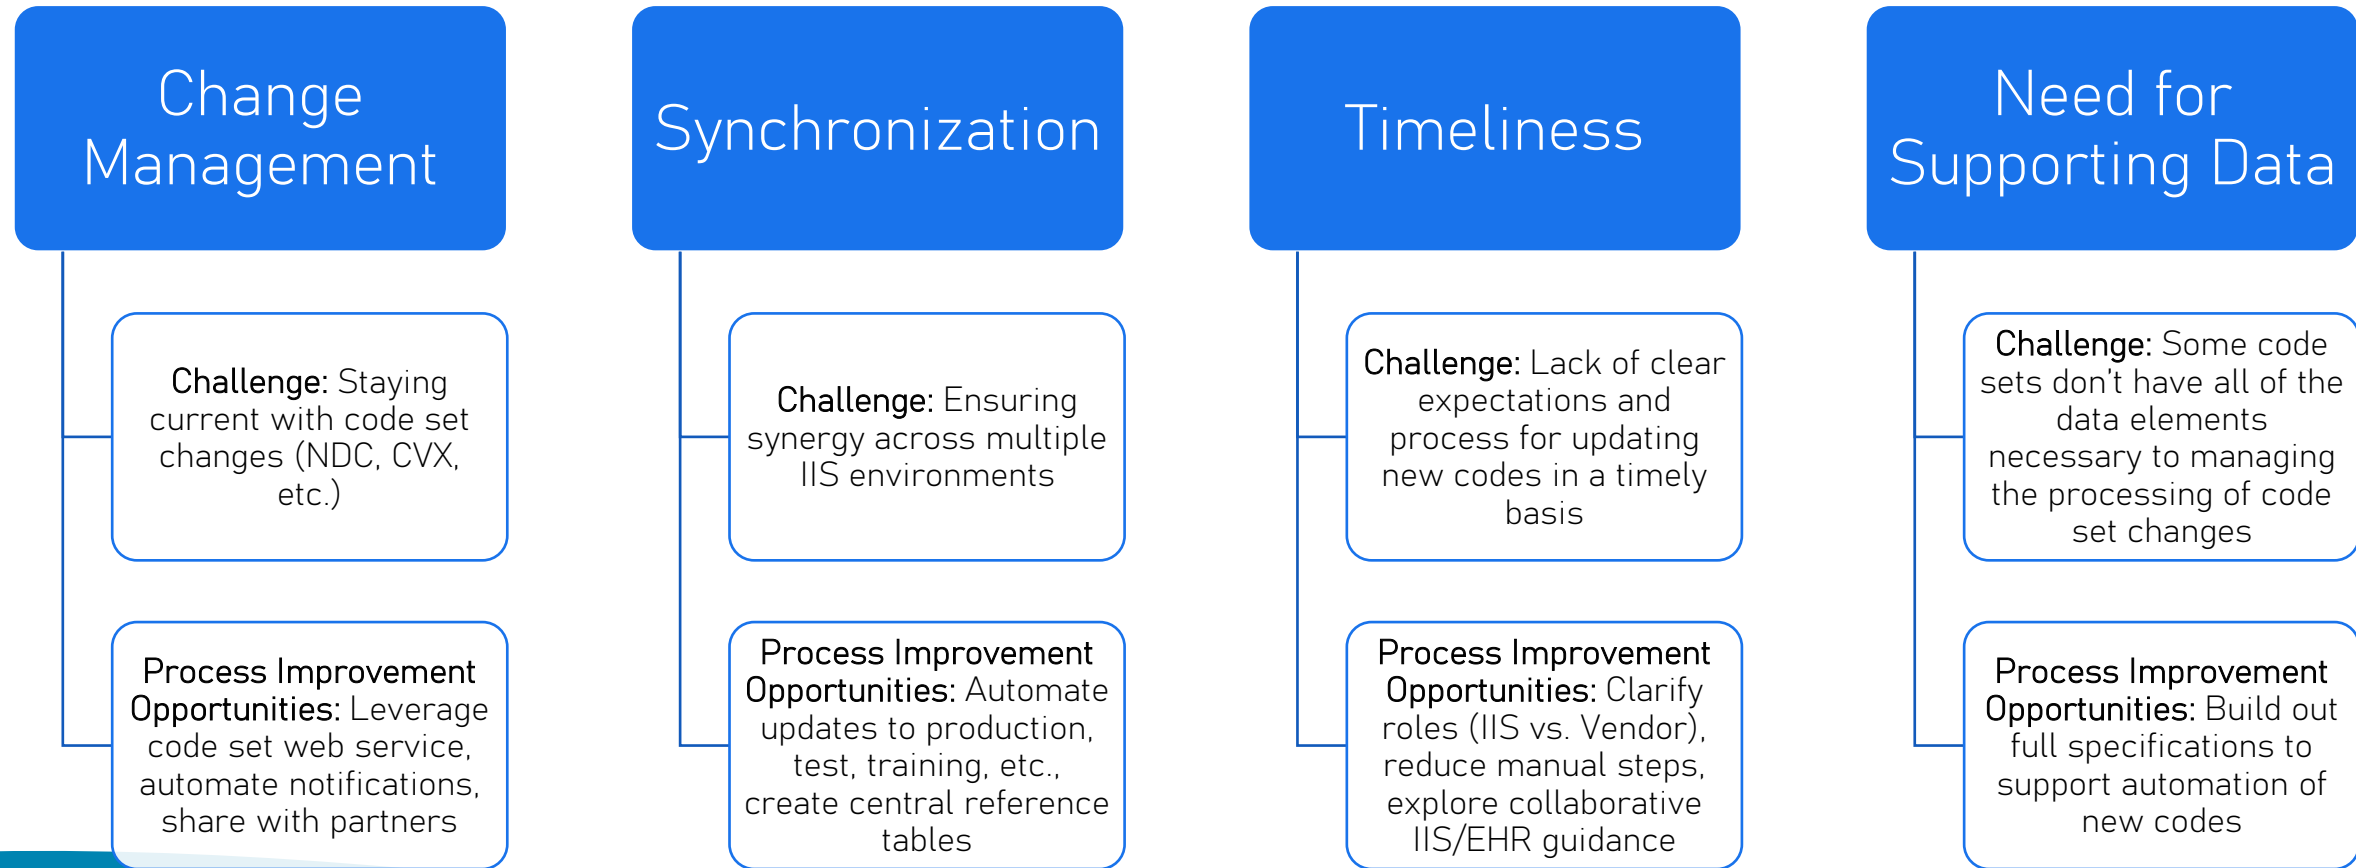 Change
Management
Challenge: Staying
current with code set
changes (NDC, CVX,
etc.)
Process Improvement
Opportunities: Leverage
code set web service,
automate notifications,
share with partners
Synchronization
Challenge: Ensuring
synergy across multiple
IIS environments
Process Improvement
Opportunities: Automate
updates to production,
test, training, etc.,
create central reference
tables
Timeliness
Challenge: Lack of clear
expectations and
process for updating
new codes in a timely
basis
Process Improvement
Opportunities: Clarify
roles (IIS vs. Vendor),
reduce manual steps,
explore collaborative
IIS/EHR guidance
Need for
Supporting Data
Challenge: Some code
sets don't have all of the
data elements
necessary to managing
the processing of code
set changes
Process Improvement
Opportunities: Build out
full specifications to
support automation of
new codes